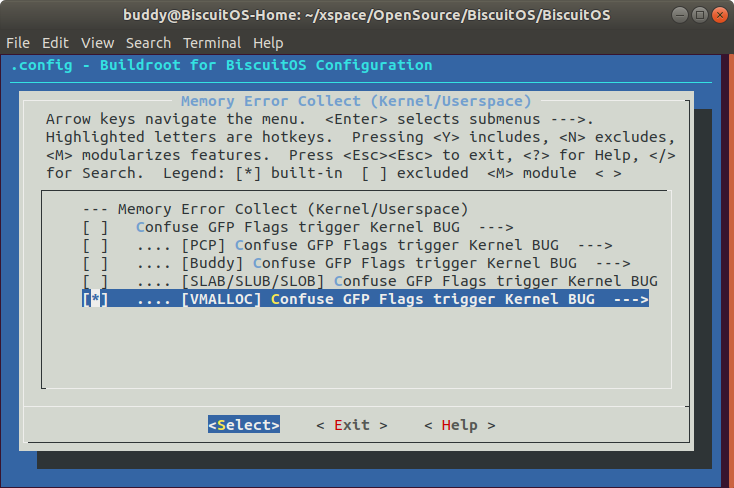 buddy@BiscuitOS-Home: ~/xspace/OpenSource/BiscuitOS/BiscuitOS
File Edit View Search Terminal Help
.config - Buildroot for BiscuitOS Configuration
Memory Error Collect (Kernel/Userspace)
Arrow keys navigate the menu.  <Enter> selects submenus --->.
Highlighted letters are hotkeys.  Pressing <Y> includes, <N> excludes,
<M> modularizes features.  Press <Esc><Esc> to exit, <?> for Help, </>
for Search.  Legend: [*] built-in  [ ] excluded  <M> module  < >
--- Memory Error Collect (Kernel/Userspace)
[ ]   Confuse GFP Flags trigger Kernel BUG  --->
[ ]   .... [PCP] Confuse GFP Flags trigger Kernel BUG  --->
[ ]   .... [Buddy] Confuse GFP Flags trigger Kernel BUG  --->
[ ]   .... [SLAB/SLUB/SLOB] Confuse GFP Flags trigger Kernel BUG
[*]   .... [VMALLOC] Confuse GFP Flags trigger Kernel BUG  --->
<Select>    < Exit >    < Help >